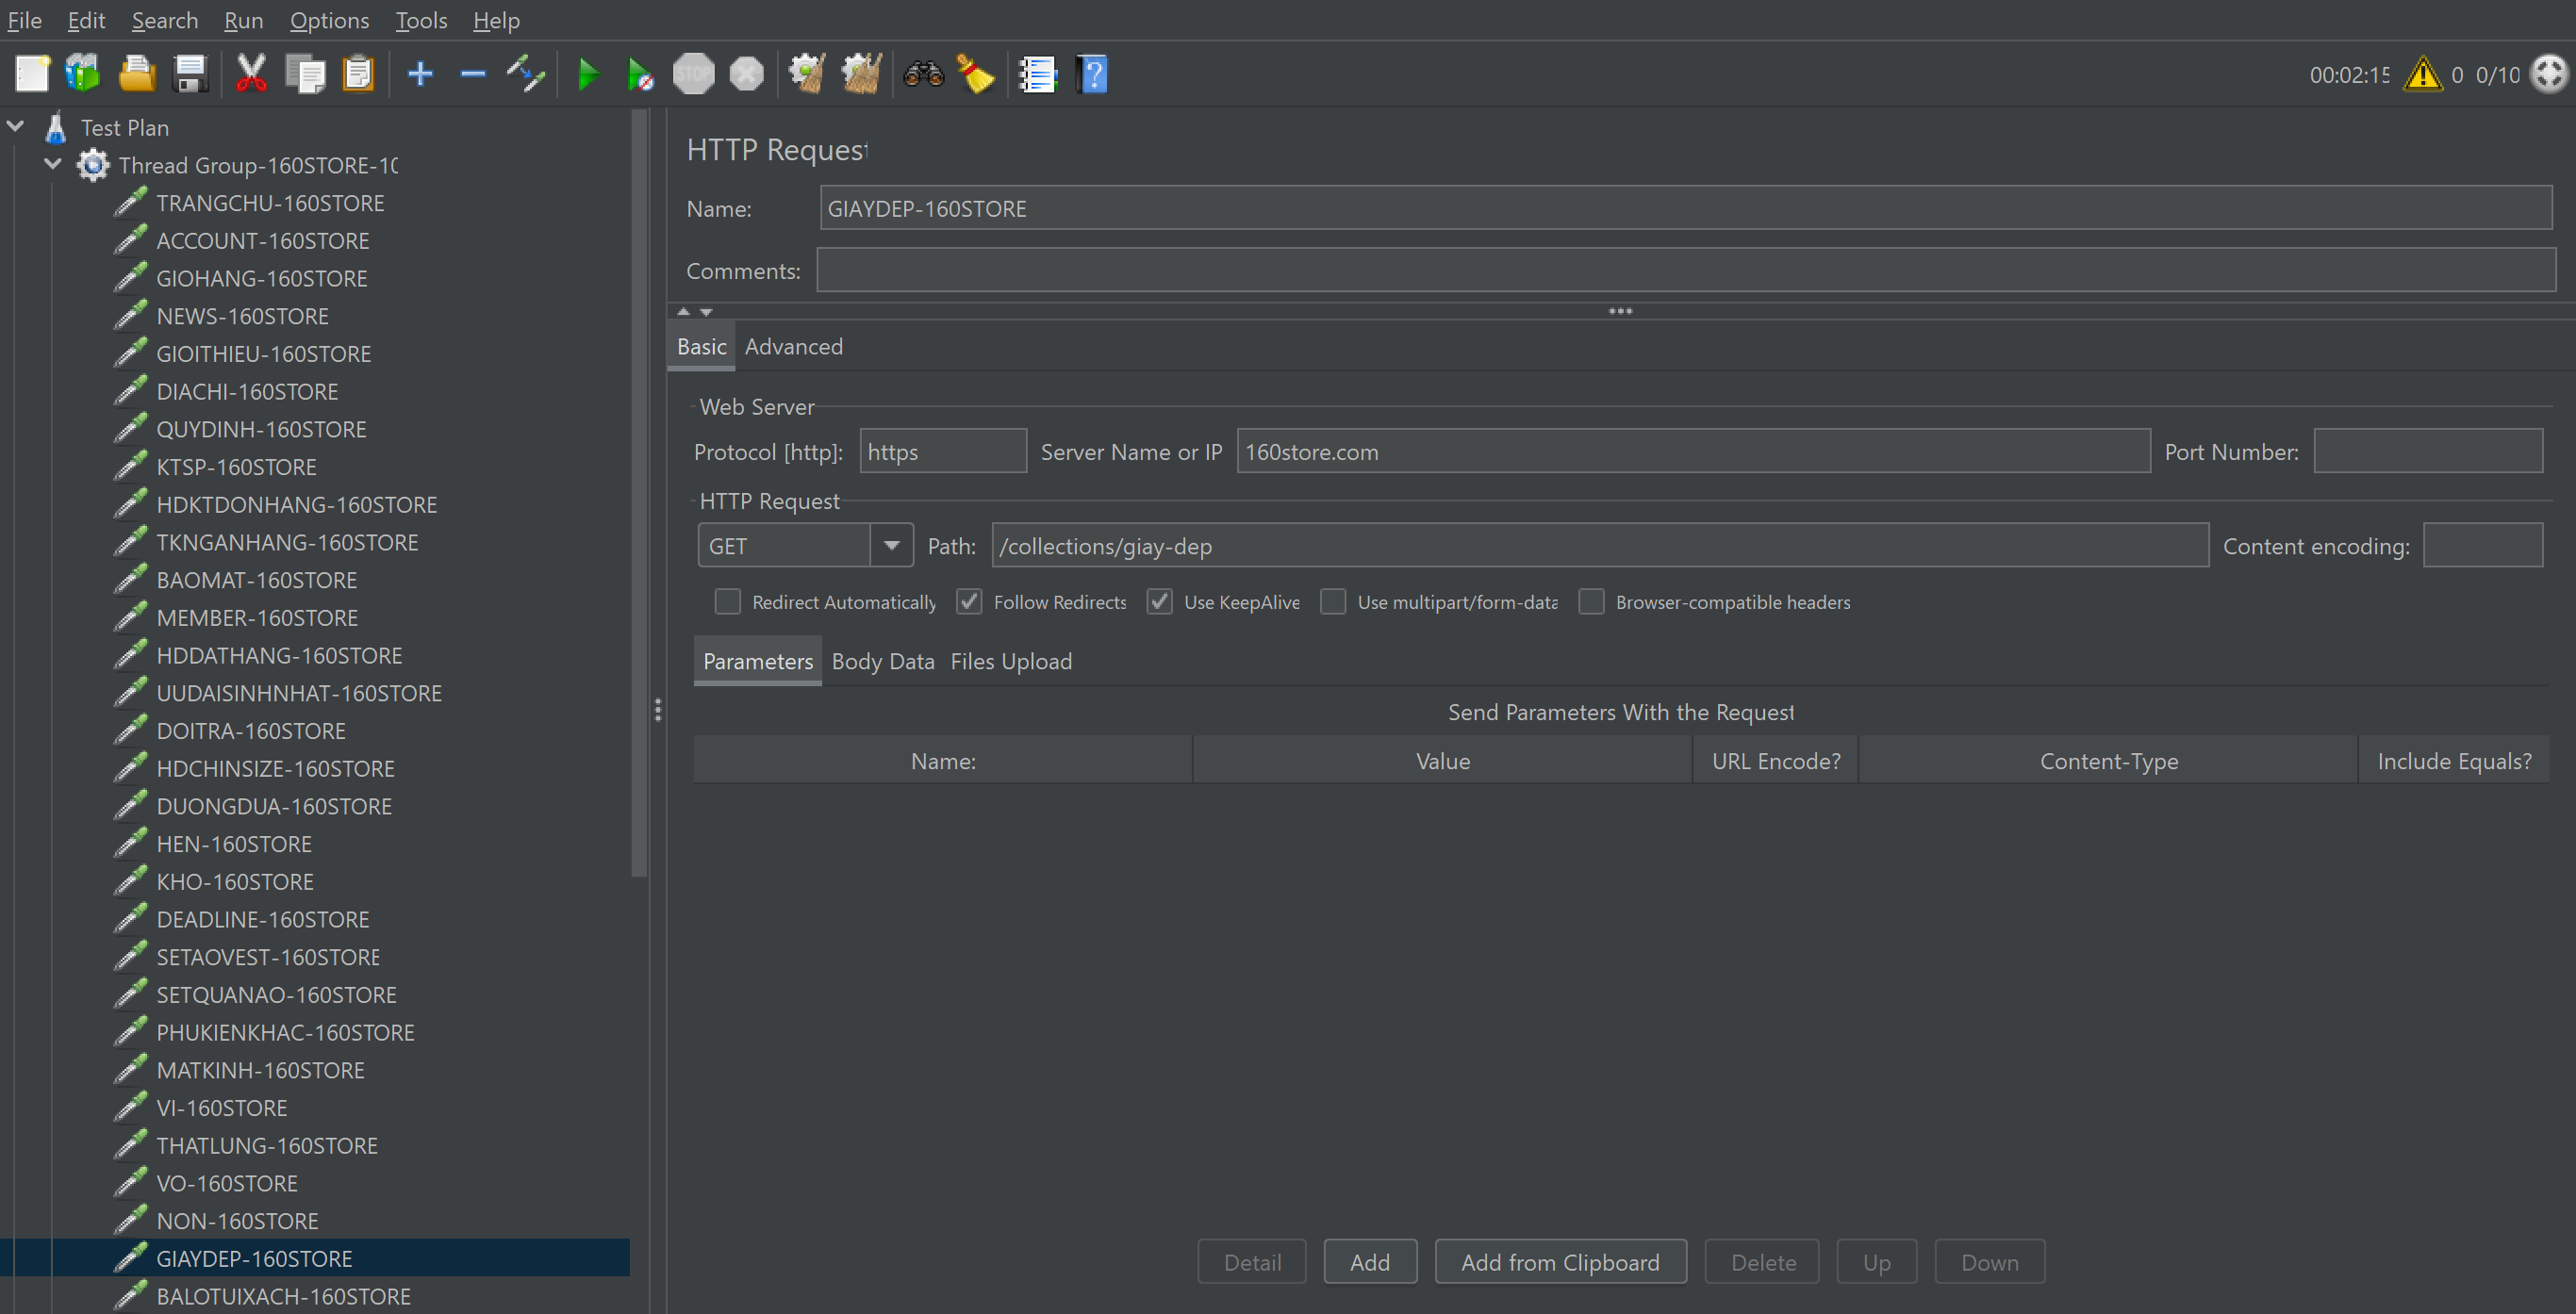 File Edit Search Run Options Tools Help
STOP
00:02:15 0 0/10
Test Plan
Thread Group-160STORE-10
TRANGCHU-160STORE
ACCOUNT-160STORE
GIOHANG-160STORE
NEWS-160STORE
GIOITHIEU-160STORE
DIACHI-160STORE
QUYDINH-160STORE
KTSP-160STORE
HDKTDONHANG-160STORE
TKNGANHANG-160STORE
BAOMAT-160STORE
MEMBER-160STORE
HDDATHANG-160STORE
UUDAISINHNHAT-160STORE
DOITRA-160STORE
HDCHINSIZE-160STORE
DUONGDUA-160STORE
HEN-160STORE
KHO-160STORE
DEADLINE-160STORE
SETAOVEST-160STORE
SETQUANAO-160STORE
PHUKIENKHAC-160STORE
MATKINH-160STORE
VI-160STORE
THATLUNG-160STORE
VO-160STORE
NON-160STORE
GIAYDEP-160STORE
BALOTUIXACH-160STORE
HTTP Request
Name: GIAYDEP-160STORE
Comments:
Basic Advanced
Web Server
Protocol [http]: https Server Name or IP 160store.com Port Number:
HTTP Request
GET Path: /collections/giay-dep Content encoding:
Redirect Automatically Follow Redirects Use KeepAlive Use multipart/form-data Browser-compatible headers
Parameters Body Data Files Upload
Send Parameters With the Request
Name: Value URL Encode? Content-Type Include Equals?
Detail Add Add from Clipboard Delete Up Down